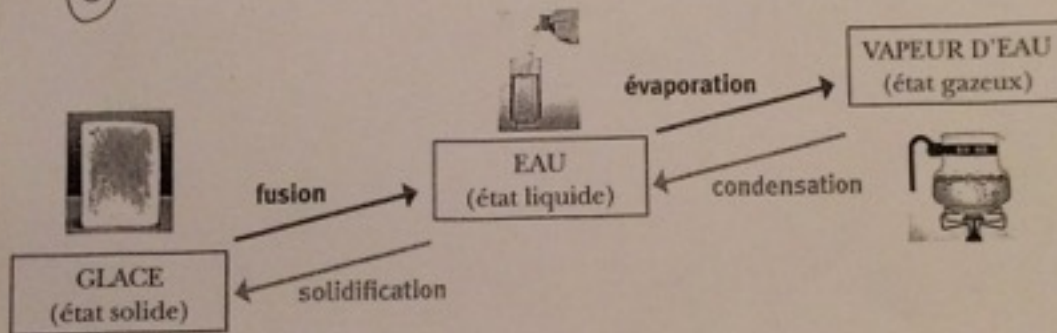 VAPEUR D'EAU
(état gazeux)
évaporation
EAU
(état liquide)
condensation
fusion
GLACE
(état solide)
solidification